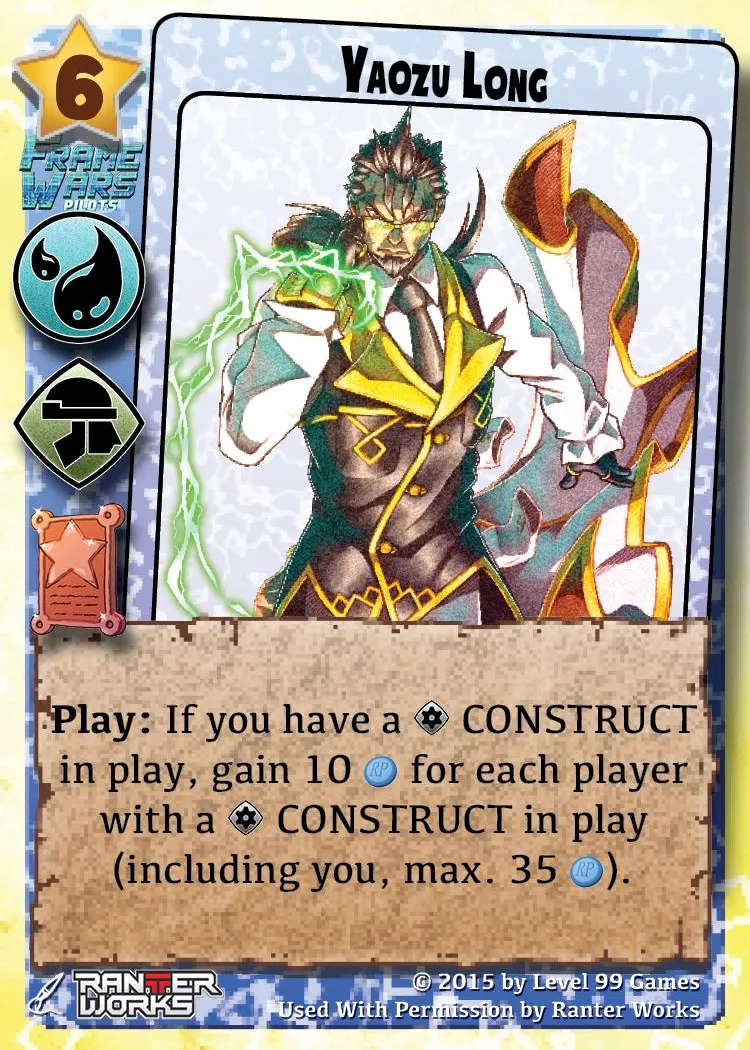 6
YAOZU LONG
FRAME
WARS
PILOTS
Play: If you have a CONSTRUCT
in play, gain 10 RP for each player
with a CONSTRUCT in play
(including you, max. 35 RP).
RANTER
WORKS
© 2015 by Level 99 Games
Used With Permission by Ranter Works